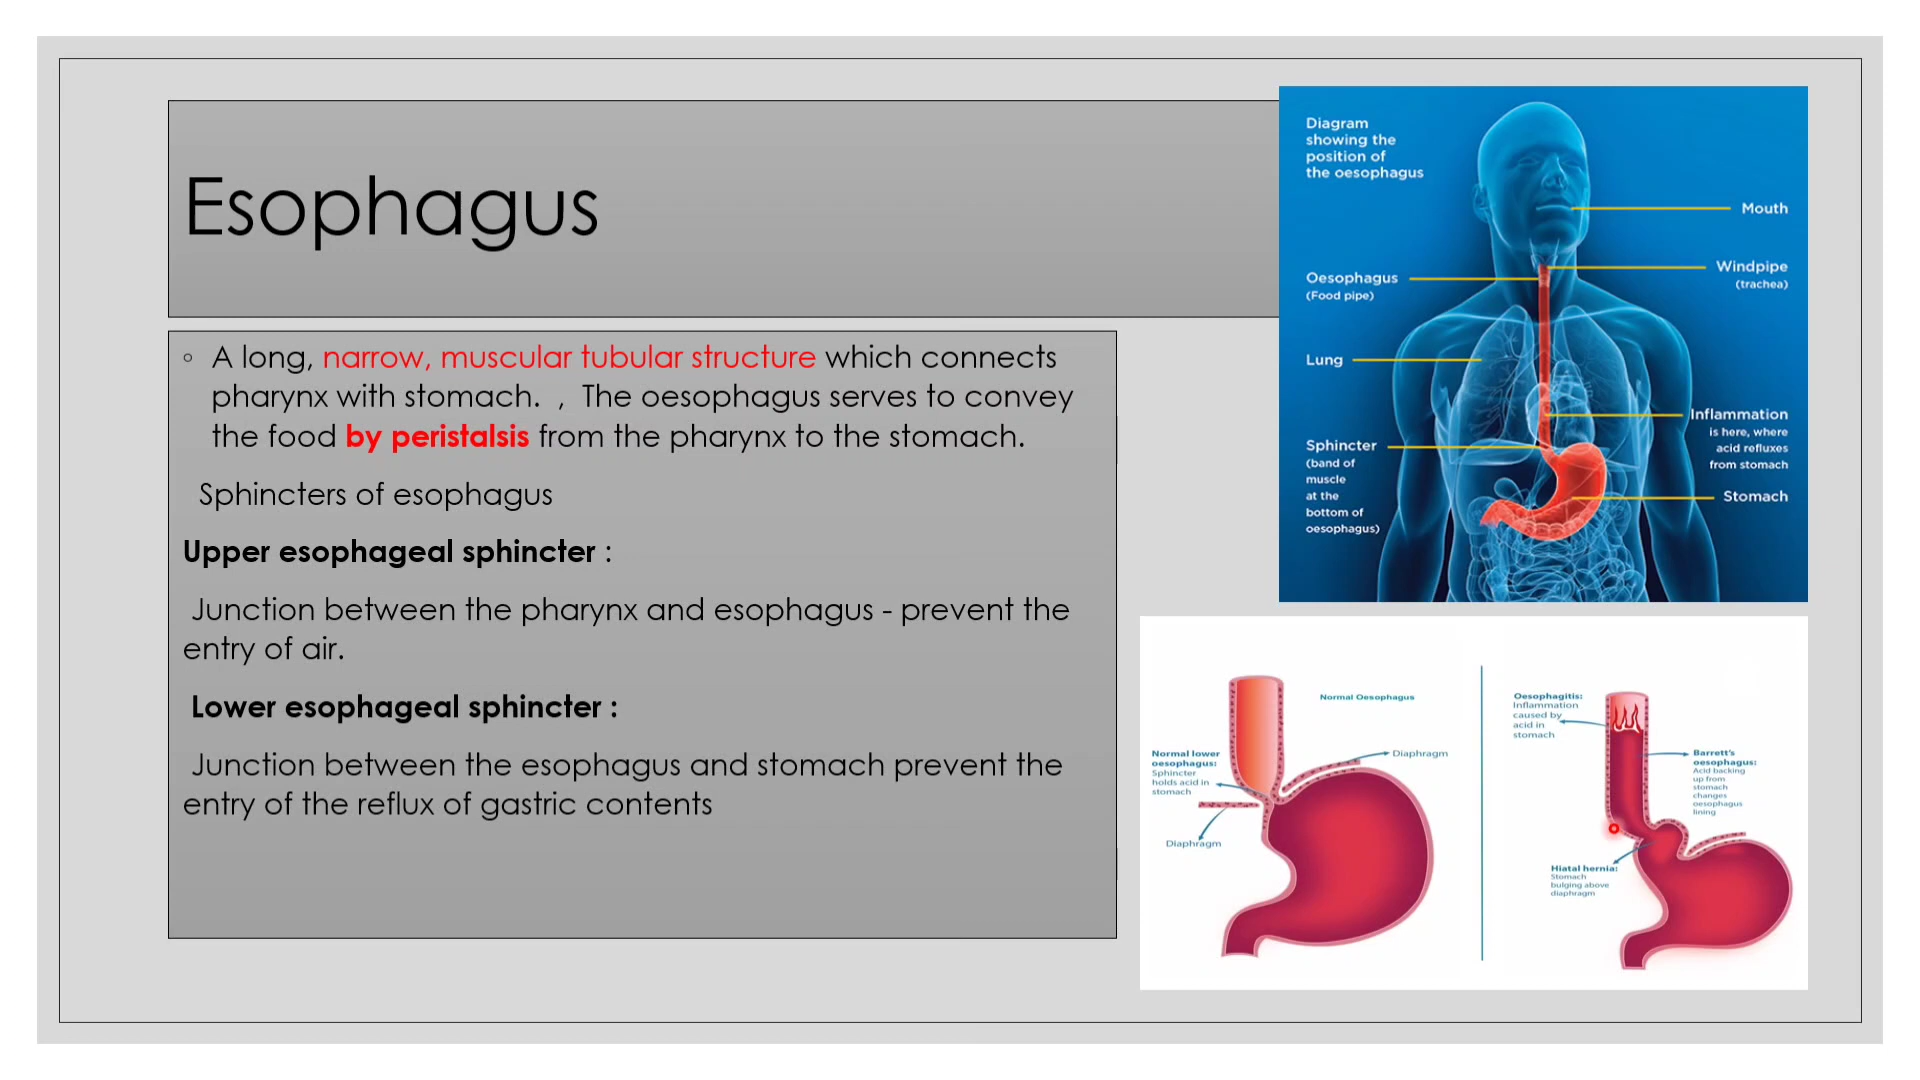 Esophagus
◦ A long, narrow, muscular tubular structure which connects
pharynx with stomach.  ,  The oesophagus serves to convey
the food by peristalsis from the pharynx to the stomach.
Sphincters of esophagus
Upper esophageal sphincter :
Junction between the pharynx and esophagus - prevent the
entry of air.
Lower esophageal sphincter :
Junction between the esophagus and stomach prevent the
entry of the reflux of gastric contents
Diagram
showing the
position of
the oesophagus
Mouth
Windpipe
(trachea)
Oesophagus
(Food pipe)
Lung
Inflammation
is here, where
acid refluxes
from stomach
Sphincter
(band of
muscle
at the
bottom of
oesophagus)
Stomach
Normal Oesophagus
Normal lower
oesophagus:
Sphincter
holds acid in
stomach
Diaphragm
Diaphragm
Oesophagitis:
Inflammation
caused by
acid in
stomach
Barrett's
oesophagus:
Acid backing
up from
stomach
changes
oesophagus
lining
Hiatal hernia:
Stomach
bulging above
diaphragm